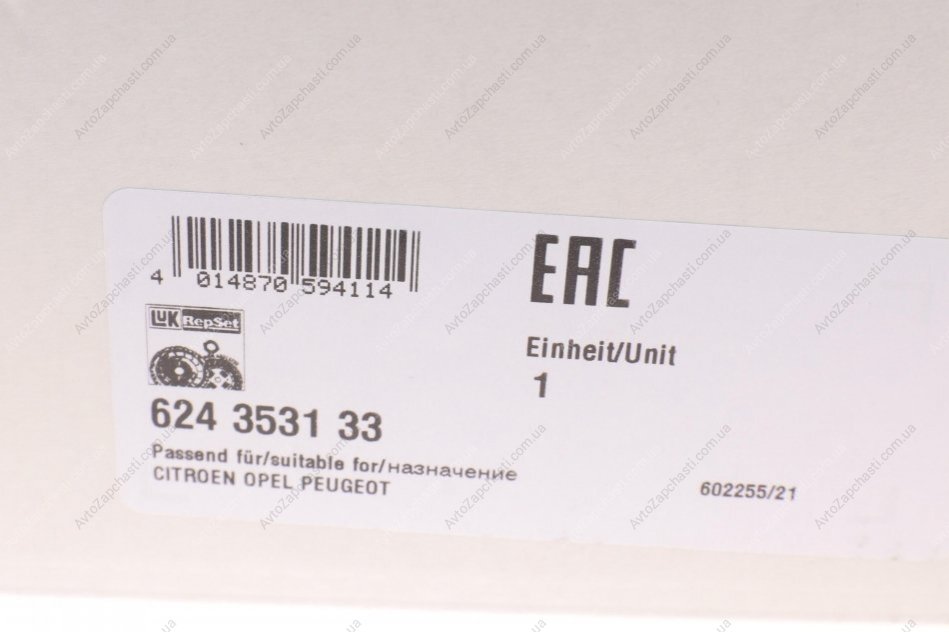 4 014870 594114
EAC
LuK RepSet
Einheit/Unit
1
624 3531 33
Passend für/suitable for/назначение
CITROEN OPEL PEUGEOT
602255/21
AvtoZapchasti.com.ua